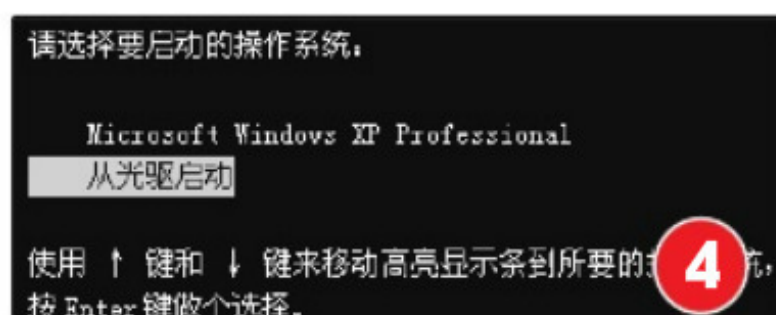 请选择要启动的操作系统:
Microsoft Windows XP Professional
从光驱启动
使用 ↑ 键和 ↓ 键来移动高亮显示条到所要的 统,
4
按 Enter 键做个选择。